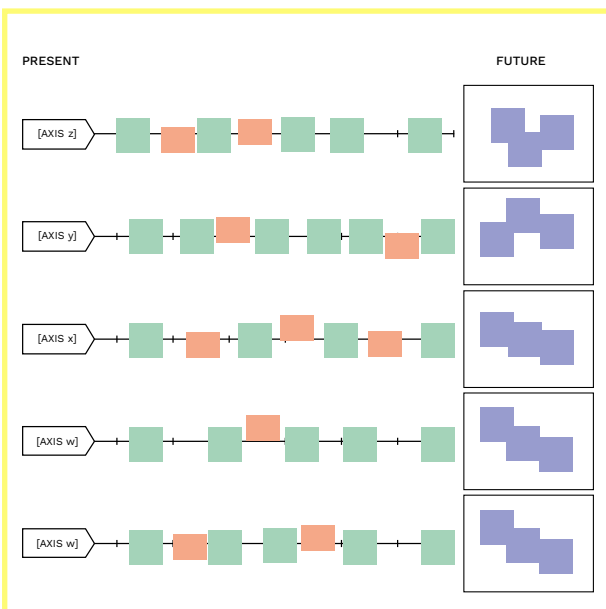 PRESENT
FUTURE
[AXIS z]
[AXIS y]
[AXIS x]
[AXIS w]
[AXIS w]